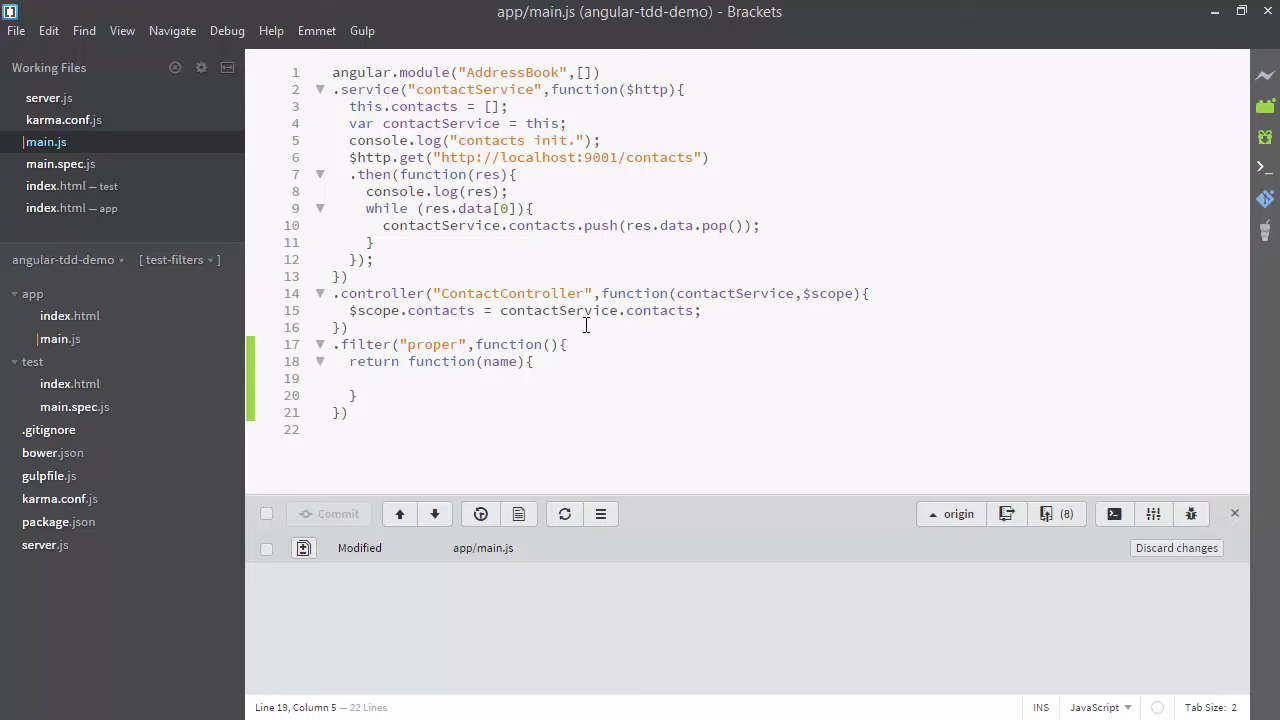 app/main.js (angular-tdd-demo) - Brackets
File Edit Find View Navigate Debug Help Emmet Gulp
Working Files
server.js
karma.conf.js
main.js
main.spec.js
index.html — test
index.html — app
angular-tdd-demo [ test-filters ]
app
index.html
main.js
test
index.html
main.spec.js
.gitignore
bower.json
gulpfile.js
karma.conf.js
package.json
server.js
1 angular.module("AddressBook",[])
2 .service("contactService",function($http){
3 this.contacts = [];
4 var contactService = this;
5 console.log("contacts init.");
6 $http.get("http://localhost:9001/contacts")
7 .then(function(res){
8 console.log(res);
9 while (res.data[0]){
10 contactService.contacts.push(res.data.pop());
11 }
12 });
13 })
14 .controller("ContactController",function(contactService,$scope){
15 $scope.contacts = contactService.contacts;
16 })
17 .filter("proper",function(){
18 return function(name){
19
20 }
21 })
22
Commit origin (8)
Modified app/main.js Discard changes
Line 19, Column 5 — 22 Lines INS JavaScript Tab Size: 2